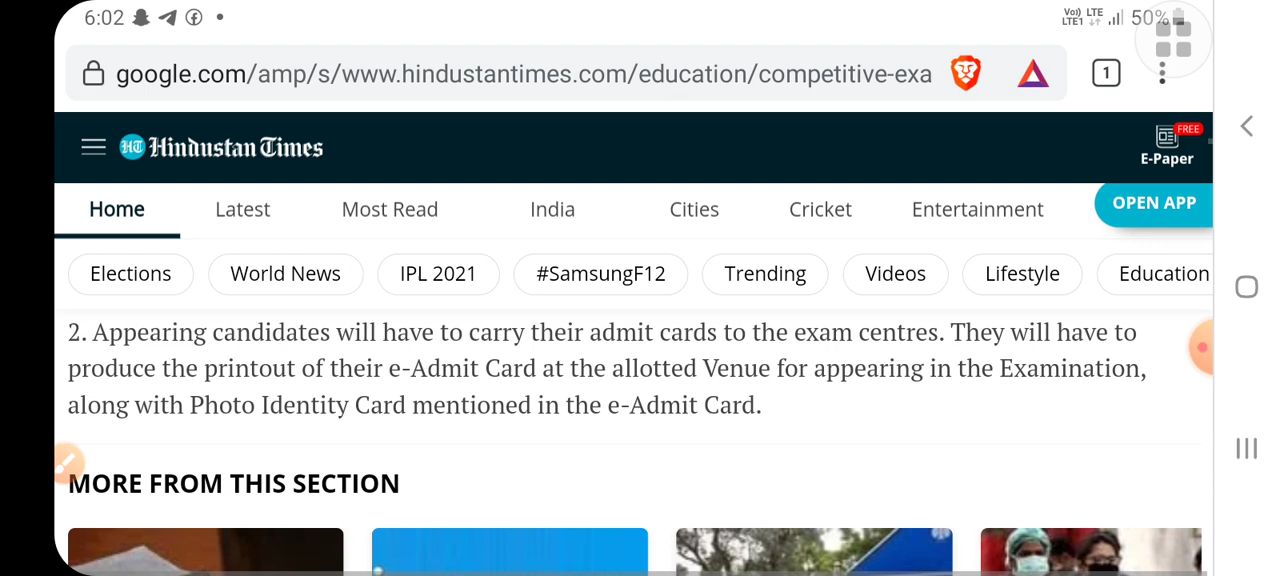 6:02
Vo) LTE
LTE1
50%
google.com/amp/s/www.hindustantimes.com/education/competitive-exa
1
HT Hindustan Times
FREE
E-Paper
Home Latest Most Read India Cities Cricket Entertainment OPEN APP
Elections World News IPL 2021 #SamsungF12 Trending Videos Lifestyle Education
2. Appearing candidates will have to carry their admit cards to the exam centres. They will have to
produce the printout of their e-Admit Card at the allotted Venue for appearing in the Examination,
along with Photo Identity Card mentioned in the e-Admit Card.
MORE FROM THIS SECTION